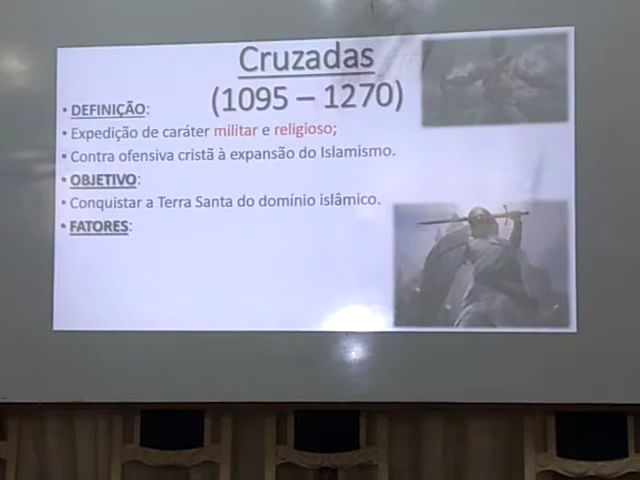 Cruzadas
(1095 – 1270)
• DEFINIÇÃO:
• Expedição de caráter militar e religioso;
• Contra ofensiva cristã à expansão do Islamismo.
• OBJETIVO:
• Conquistar a Terra Santa do domínio islâmico.
• FATORES: